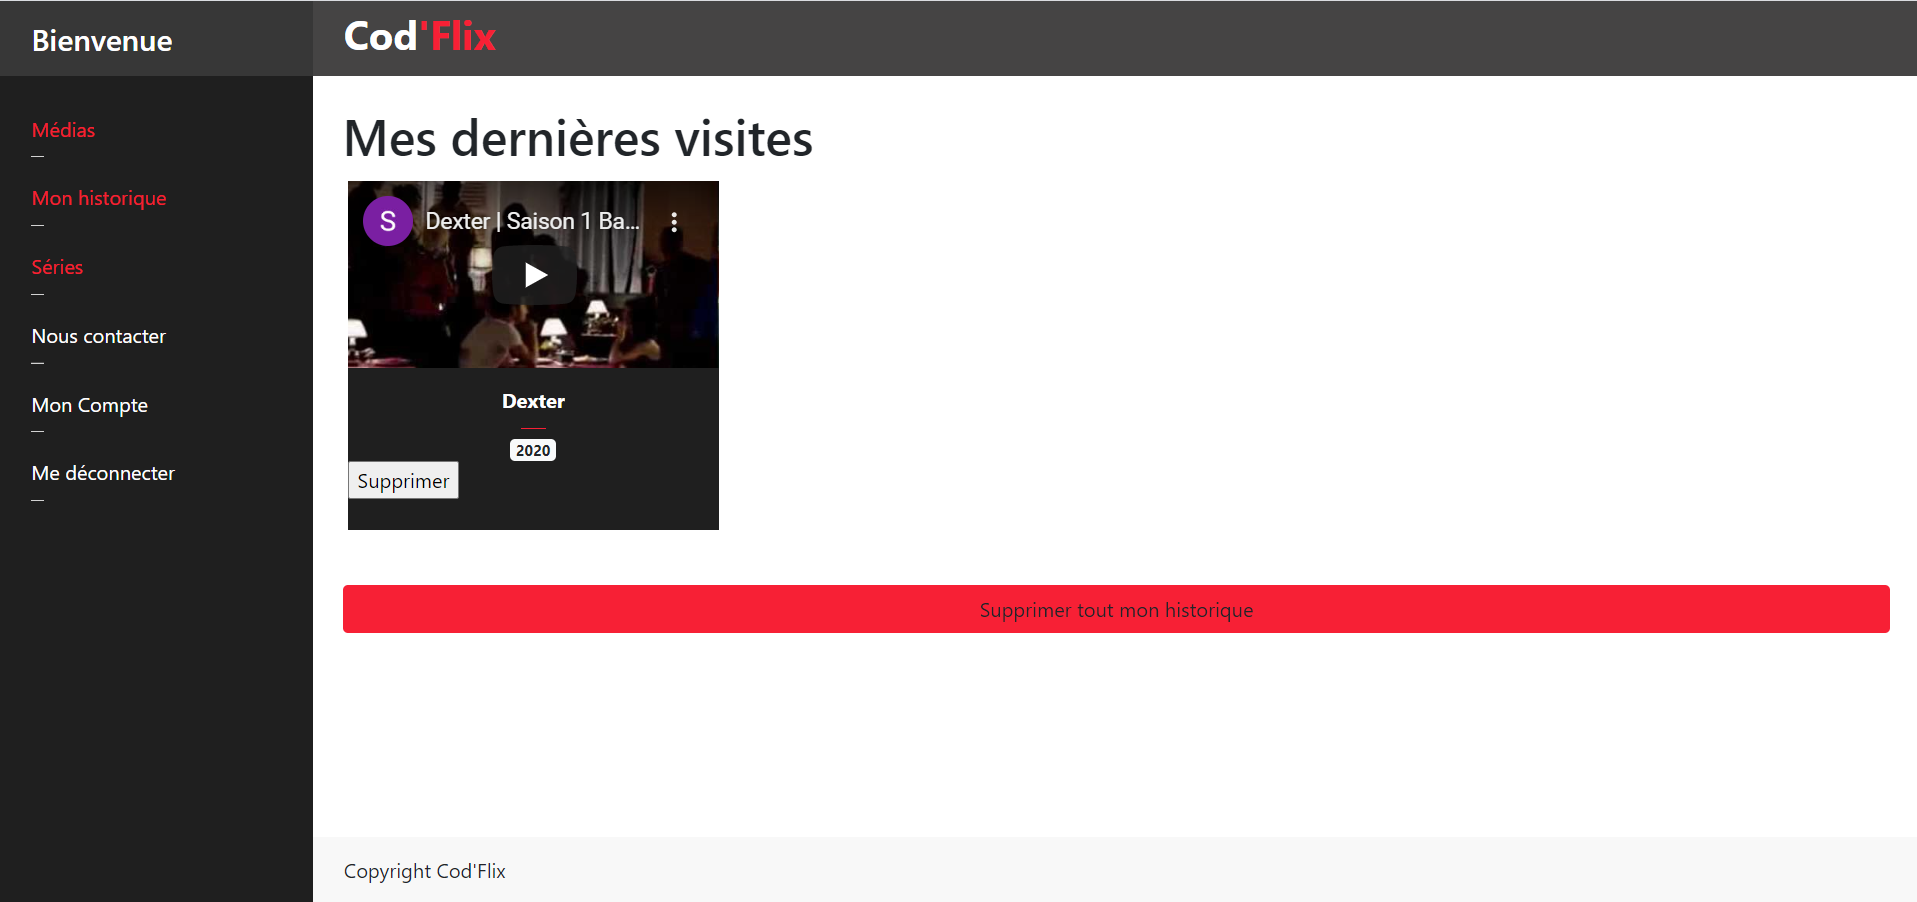 Bienvenue
Cod'Flix
Médias
Mon historique
Séries
Nous contacter
Mon Compte
Me déconnecter
Mes dernières visites
S
Dexter | Saison 1 Ba...
Dexter
2020
Supprimer
Supprimer tout mon historique
Copyright Cod'Flix